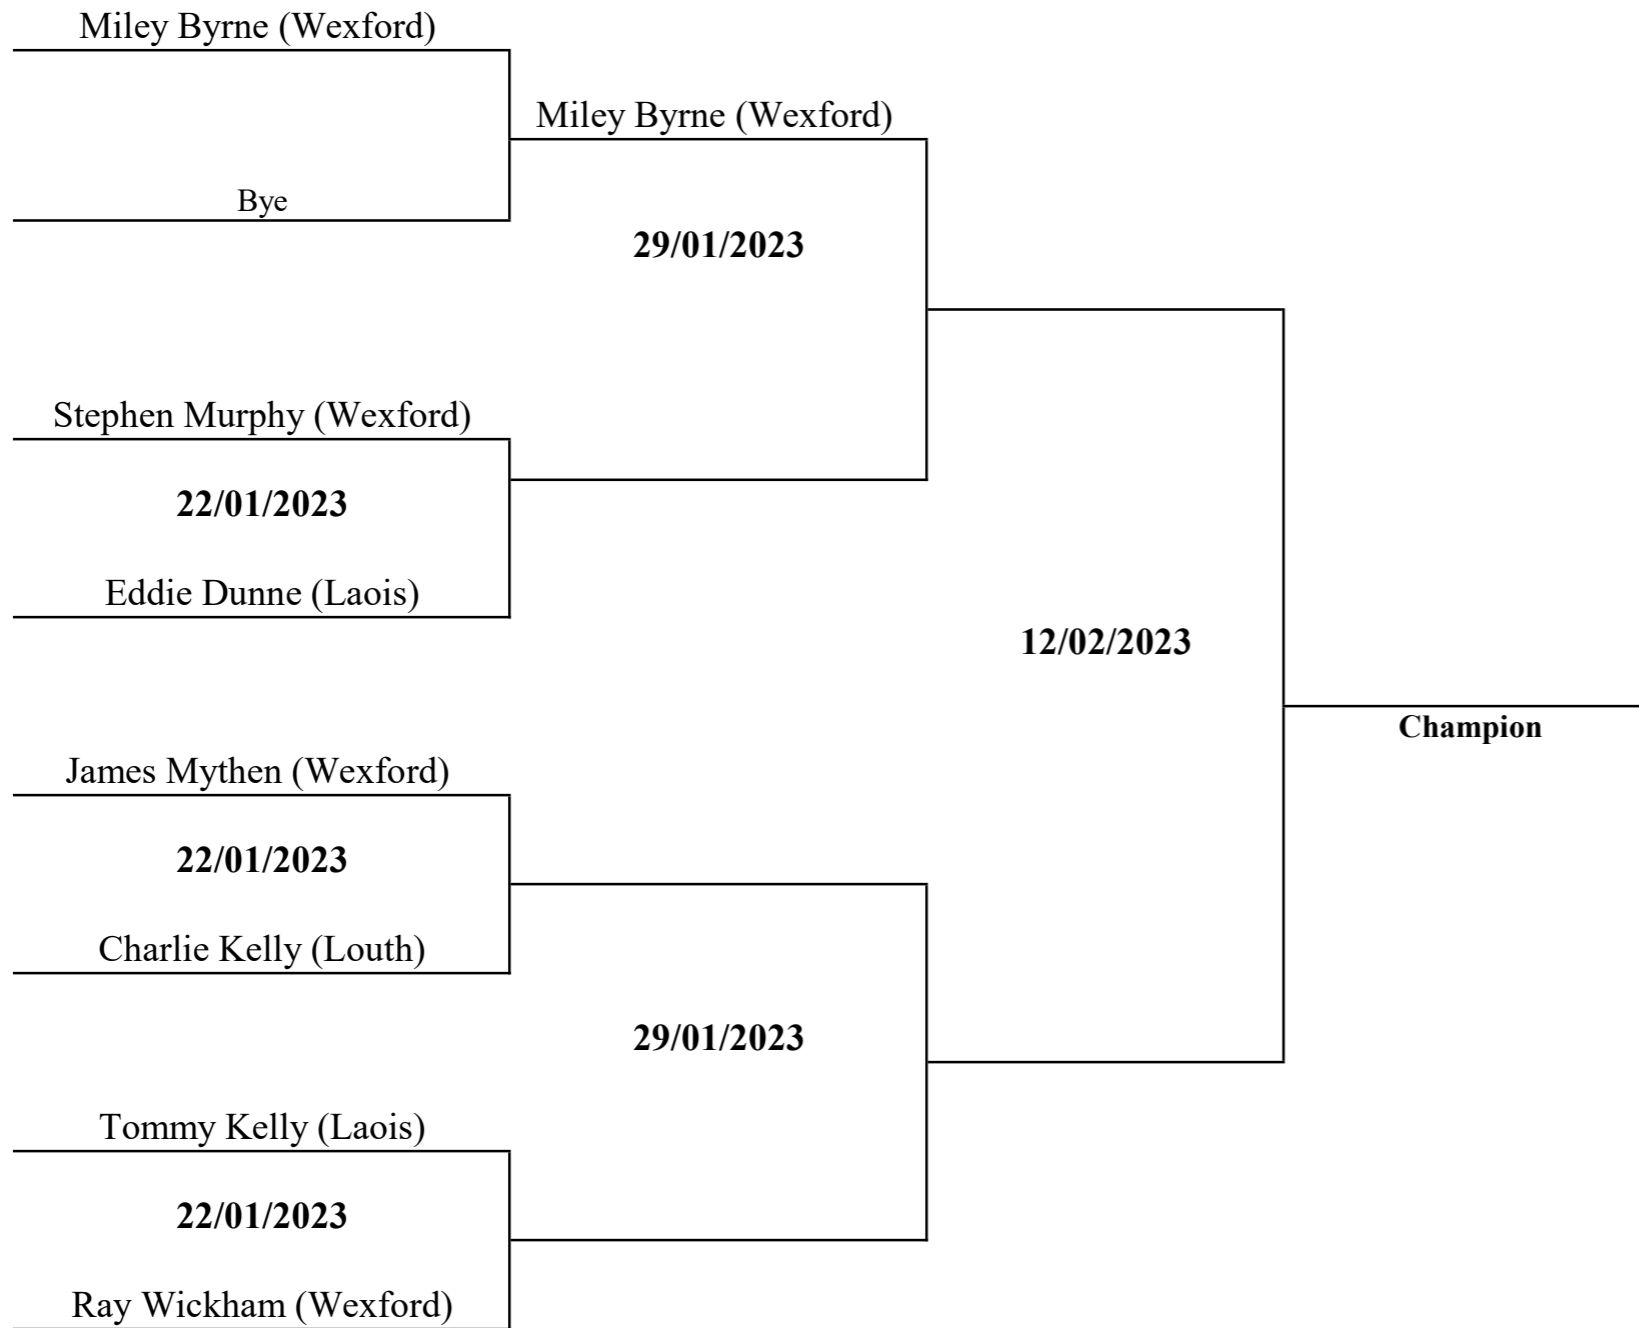 Miley Byrne (Wexford)
Miley Byrne (Wexford)
Bye
29/01/2023
Stephen Murphy (Wexford)
22/01/2023
Eddie Dunne (Laois)
12/02/2023
Champion
James Mythen (Wexford)
22/01/2023
Charlie Kelly (Louth)
29/01/2023
Tommy Kelly (Laois)
22/01/2023
Ray Wickham (Wexford)